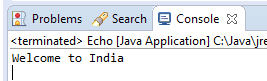 Problems Search Console
<terminated> Echo [Java Application] C:\Java\jre
Welcome to India